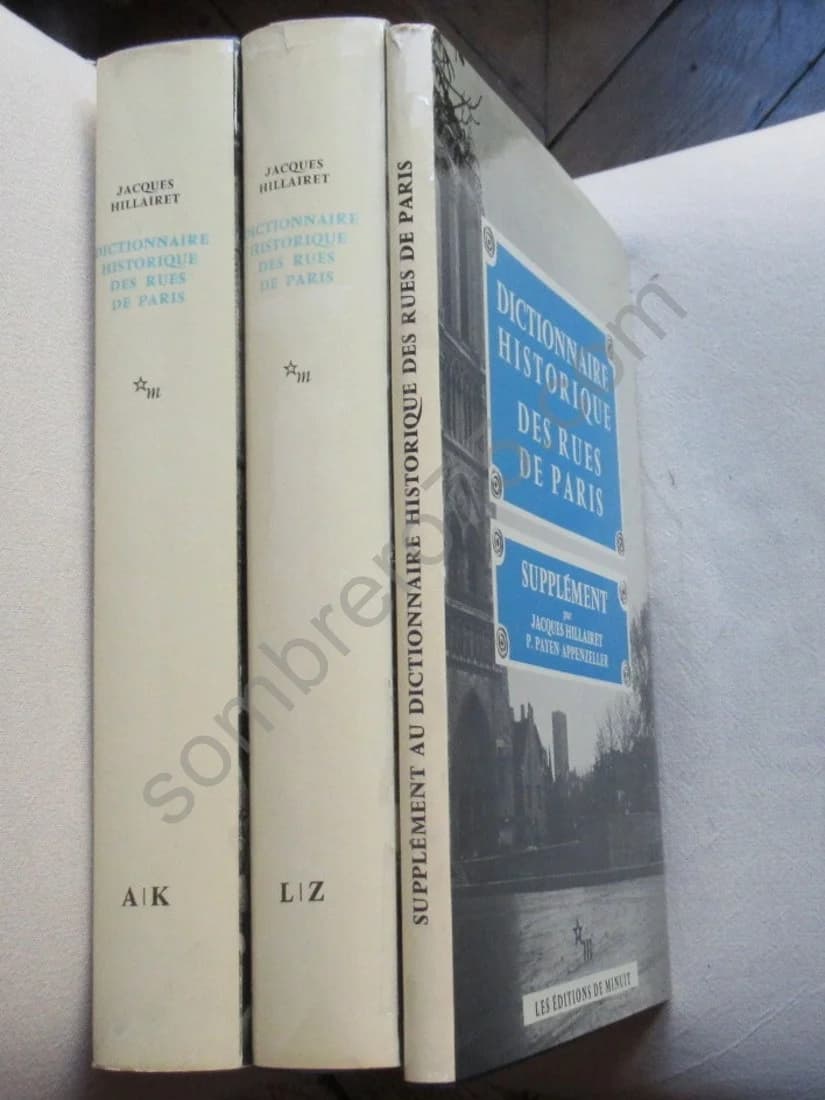 JACQUES
HILLAIRET
DICTIONNAIRE
HISTORIQUE
DES RUES
DE PARIS
m
A|K
JACQUES
HILLAIRET
DICTIONNAIRE
HISTORIQUE
DES RUES
DE PARIS
m
L|Z
SUPPLÉMENT AU DICTIONNAIRE HISTORIQUE DES RUES DE PARIS
DICTIONNAIRE
HISTORIQUE
DES RUES
DE PARIS
SUPPLÉMENT
par
JACQUES HILLAIRET
P. PAYEN APPENZELLER
m
LES ÉDITIONS DE MINUIT
sombrero75.com